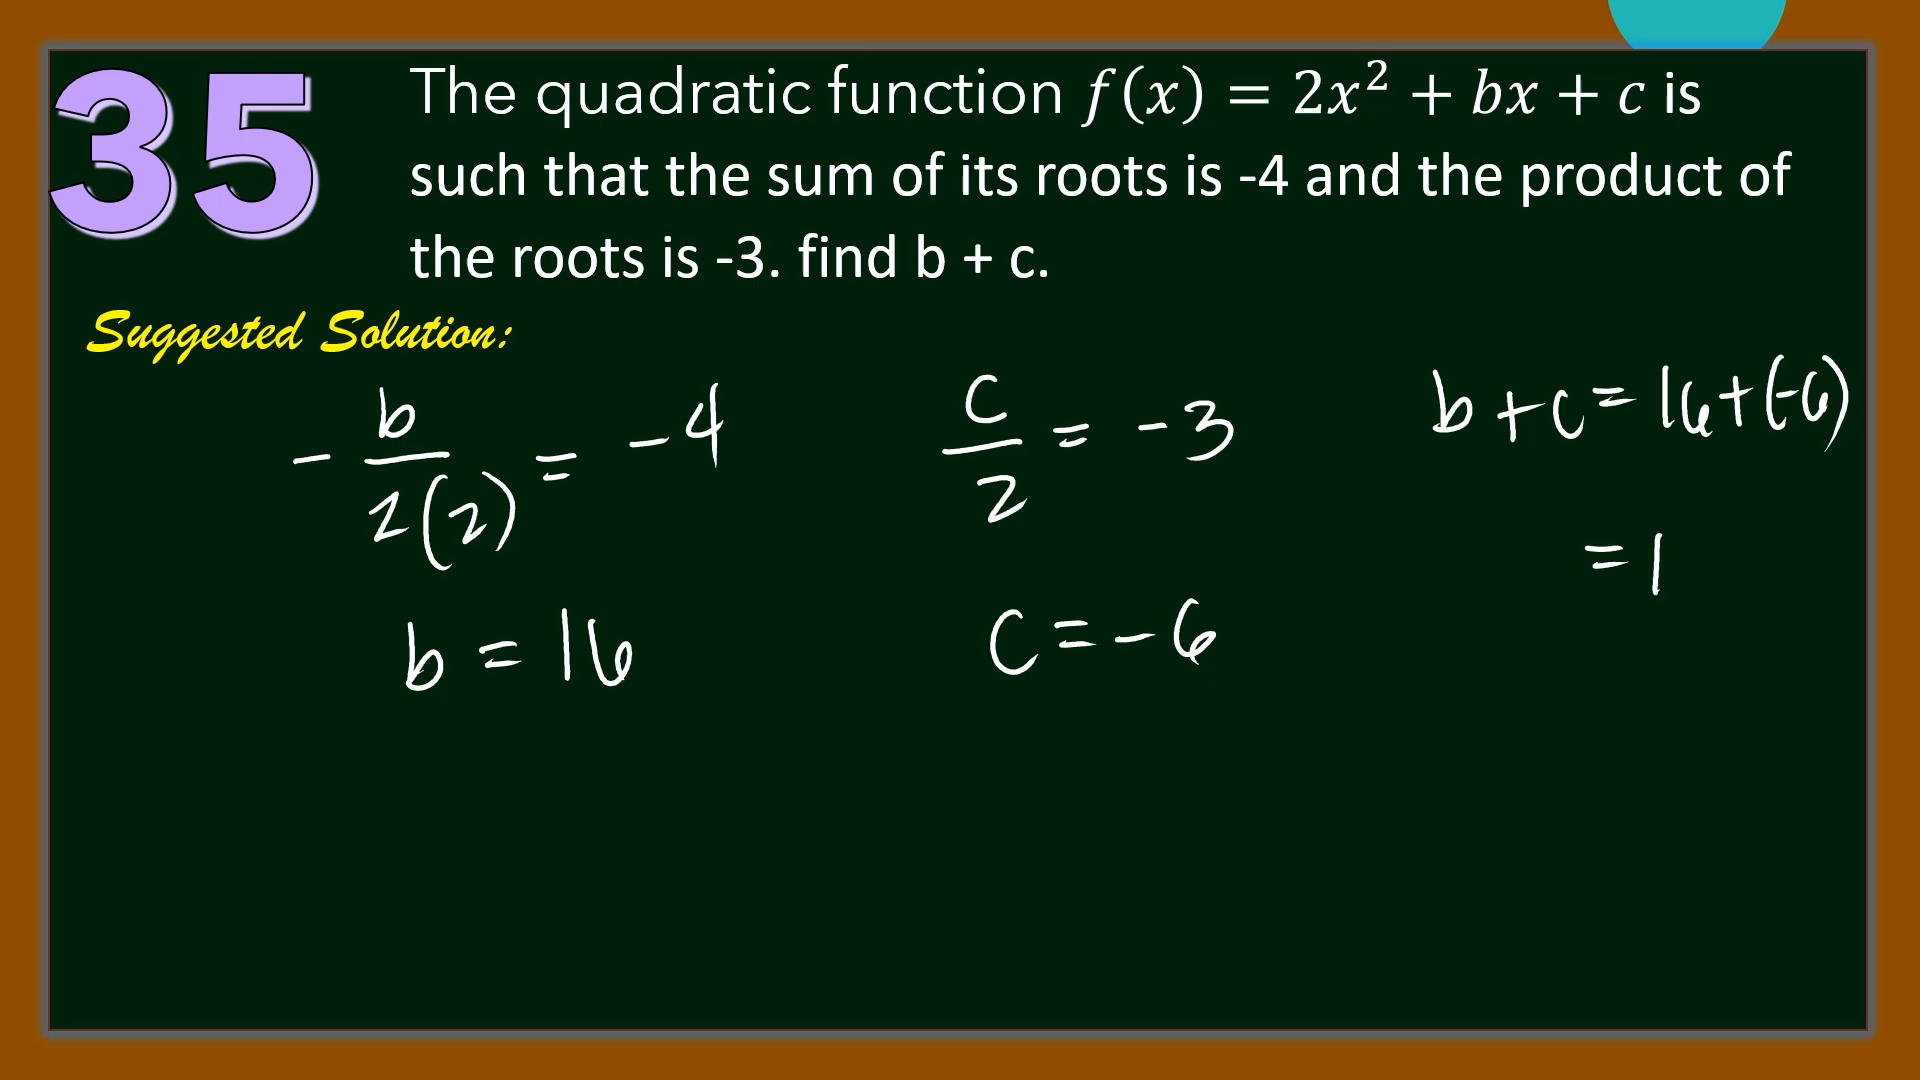 35
The quadratic function f(x) = 2x² + bx + c is
such that the sum of its roots is -4 and the product of
the roots is -3. find b + c.
Suggested Solution:
- b/2(2) = -4
c/2 = -3
b + c = 16 + (-6)
= 1
b = 16
c = -6